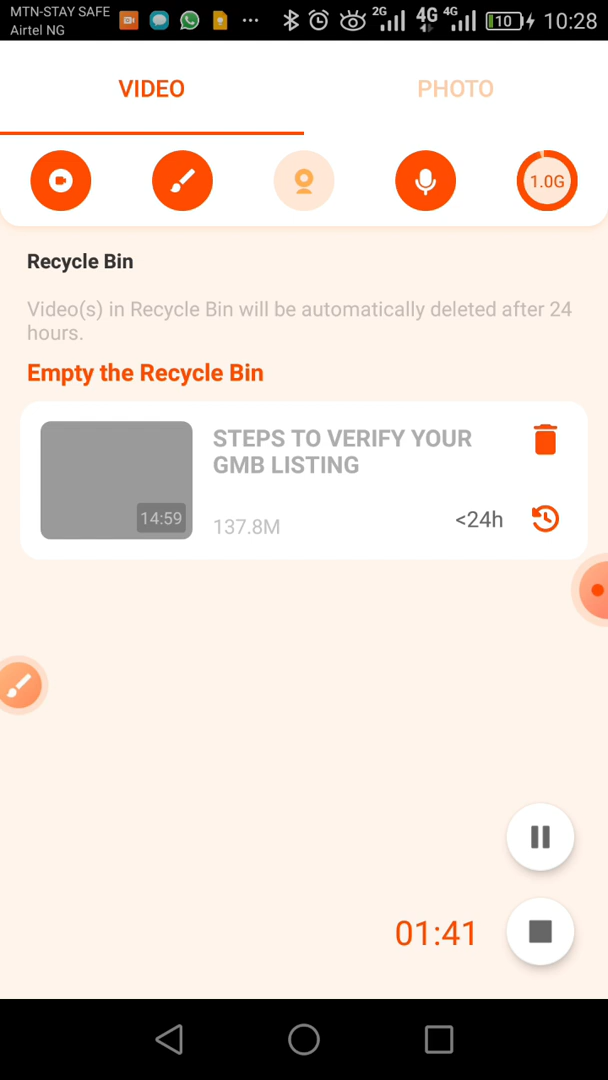 MTN-STAY SAFE
Airtel NG
2G 4G 4G 10 10:28
VIDEO
PHOTO
1.0G
Recycle Bin
Video(s) in Recycle Bin will be automatically deleted after 24
hours.
Empty the Recycle Bin
STEPS TO VERIFY YOUR
GMB LISTING
14:59
137.8M
<24h
01:41